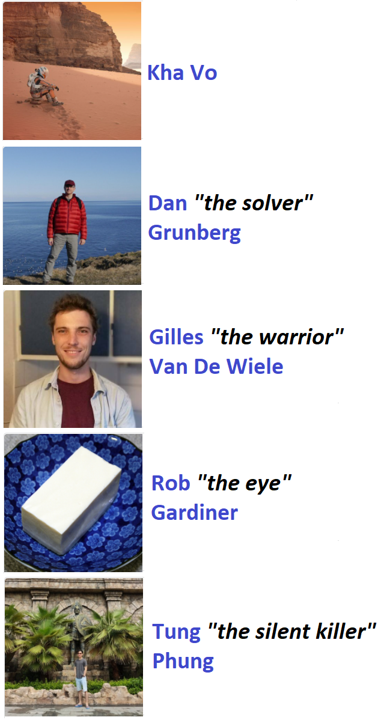 Kha Vo
Dan "the solver"
Grunberg
Gilles "the warrior"
Van De Wiele
Rob "the eye"
Gardiner
Tung "the silent killer"
Phung